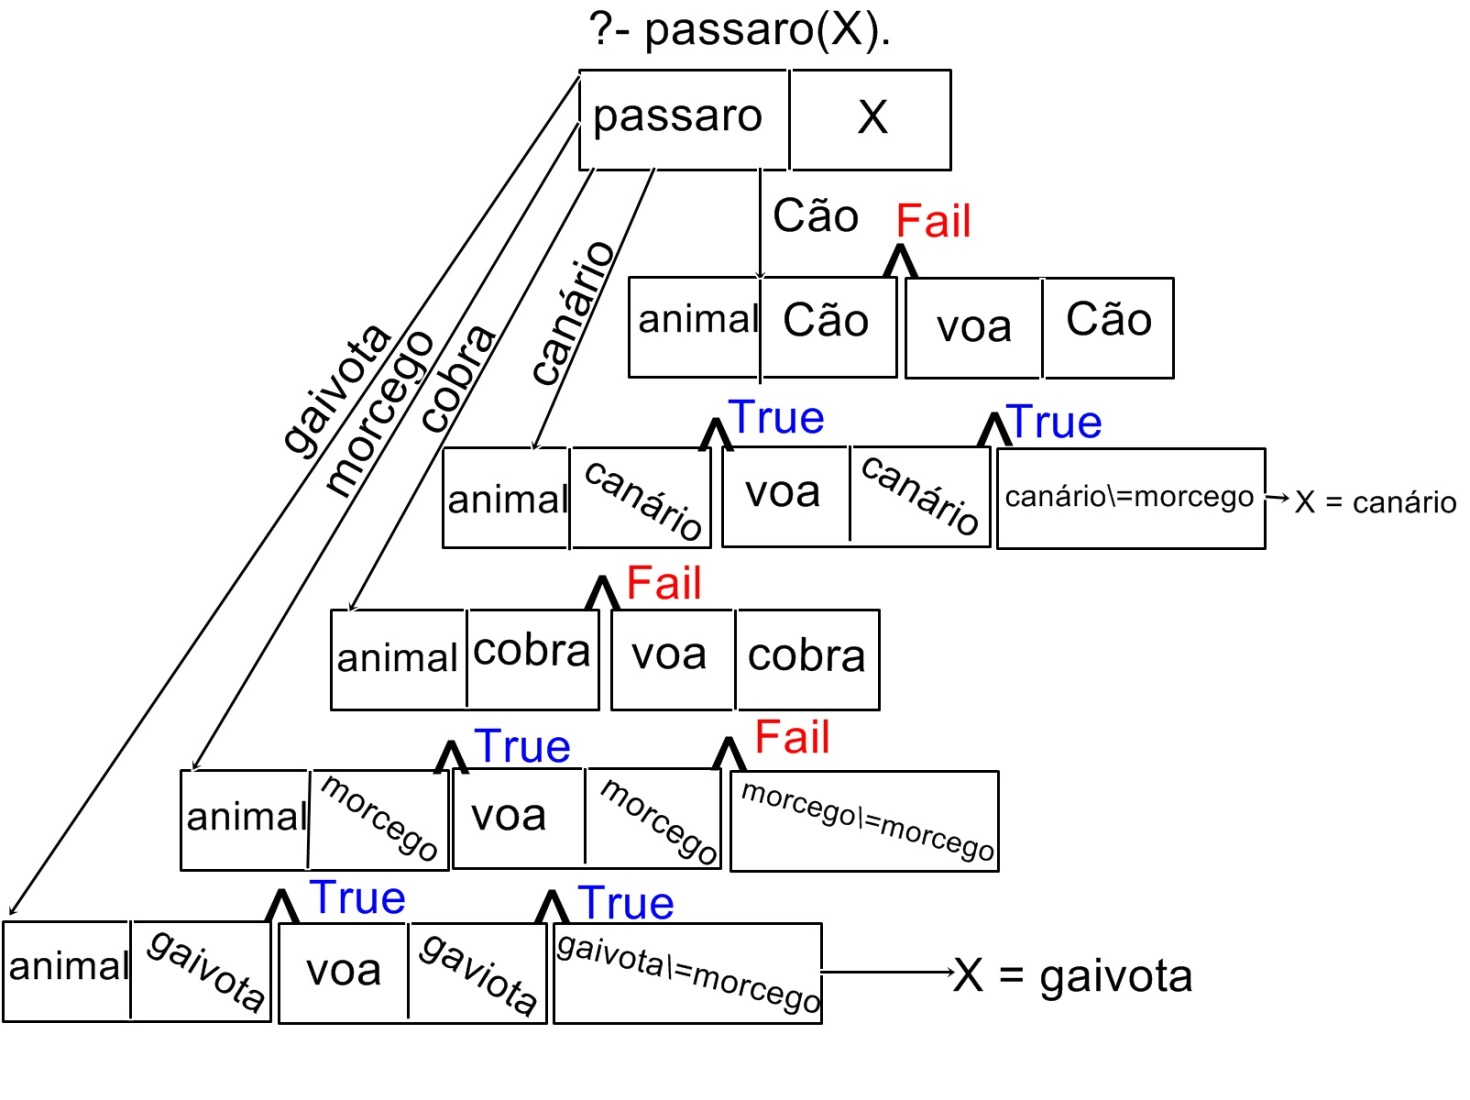 ?- passaro(X).
passaro X
Cão Fail
canário
cobra
morcego
gaivota
animal Cão voa Cão
True True
animal canário voa canário canário\=morcego X = canário
Fail
animal cobra voa cobra
True Fail
animal morcego voa morcego morcego\=morcego
True True
animal gaivota voa gaviota gaivota\=morcego X = gaivota